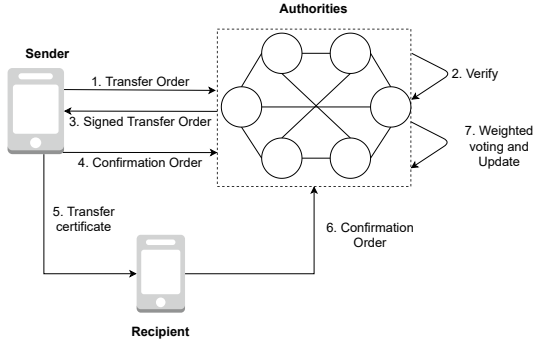 Authorities
Sender
1. Transfer Order
2. Verify
3. Signed Transfer Order
7. Weighted
voting and
Update
4. Confirmation Order
5. Transfer
certificate
6. Confirmation
Order
Recipient